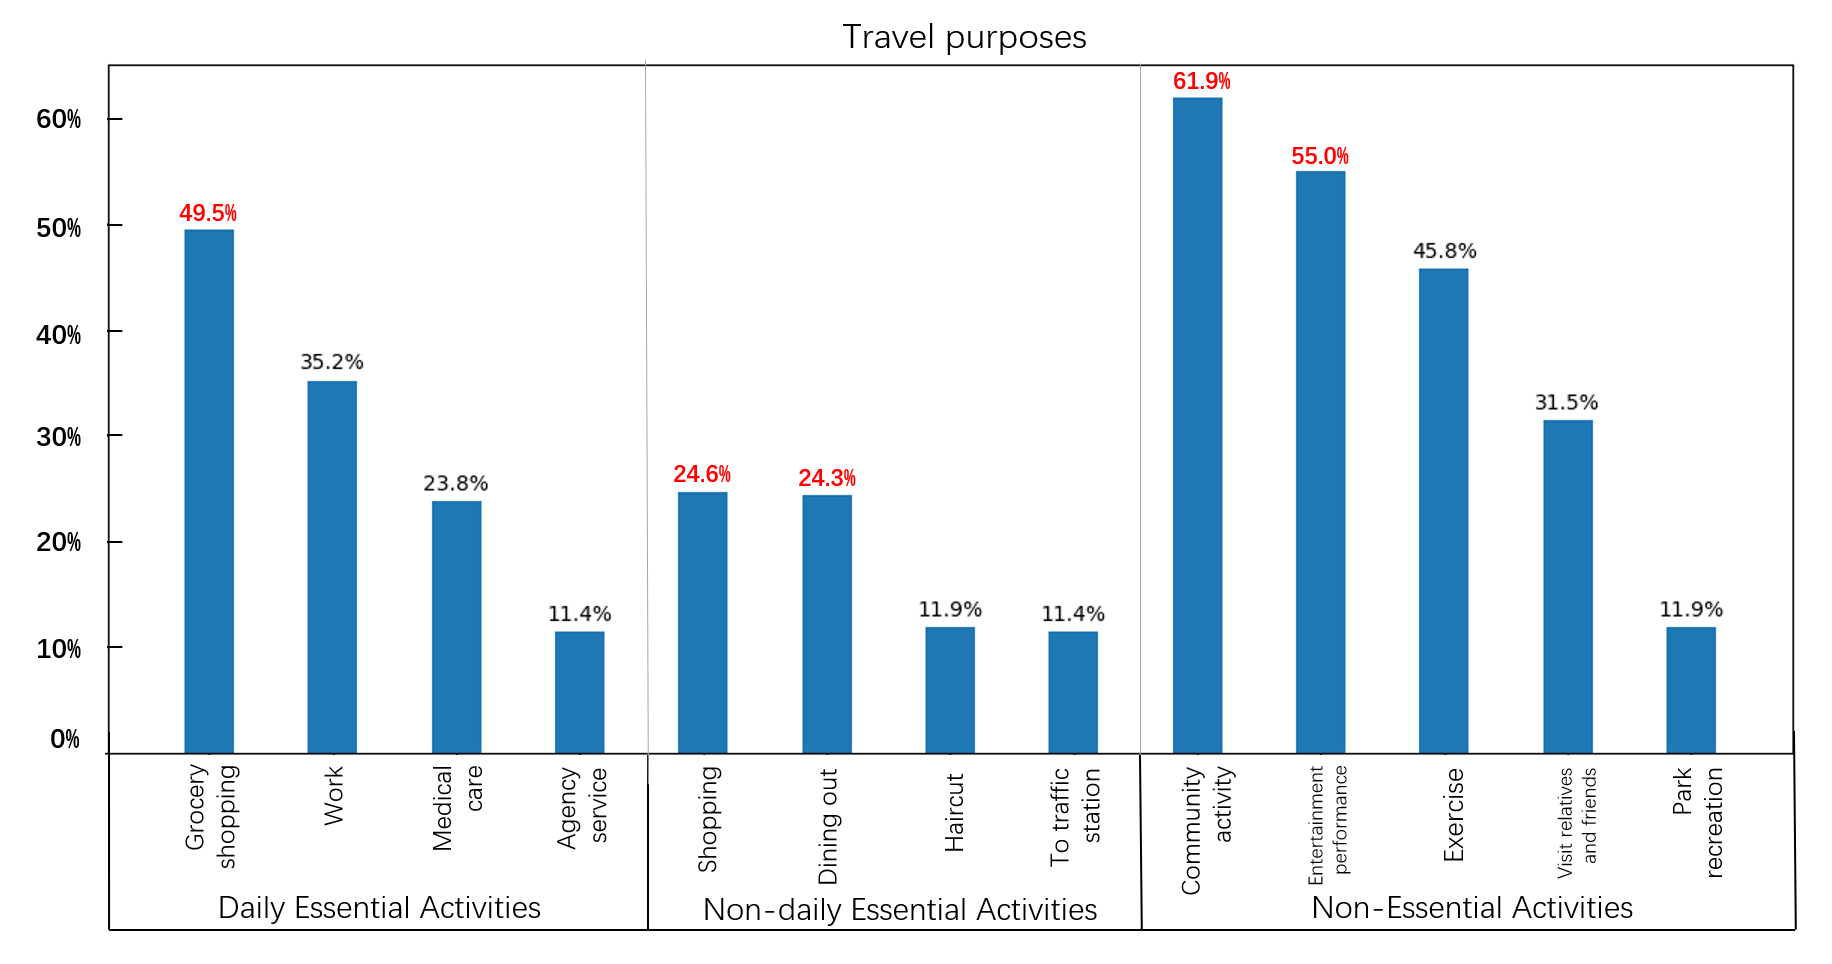 Travel purposes
60%
50%
40%
30%
20%
10%
0%
49.5%
35.2%
23.8%
11.4%
24.6%
24.3%
11.9%
11.4%
61.9%
55.0%
45.8%
31.5%
11.9%
Grocery
shopping
Work
Medical
care
Agency
service
Shopping
Dining out
Haircut
To traffic
station
Community
activity
Entertainment
performance
Exercise
Visit relatives
and friends
Park
recreation
Daily Essential Activities
Non-daily Essential Activities
Non-Essential Activities